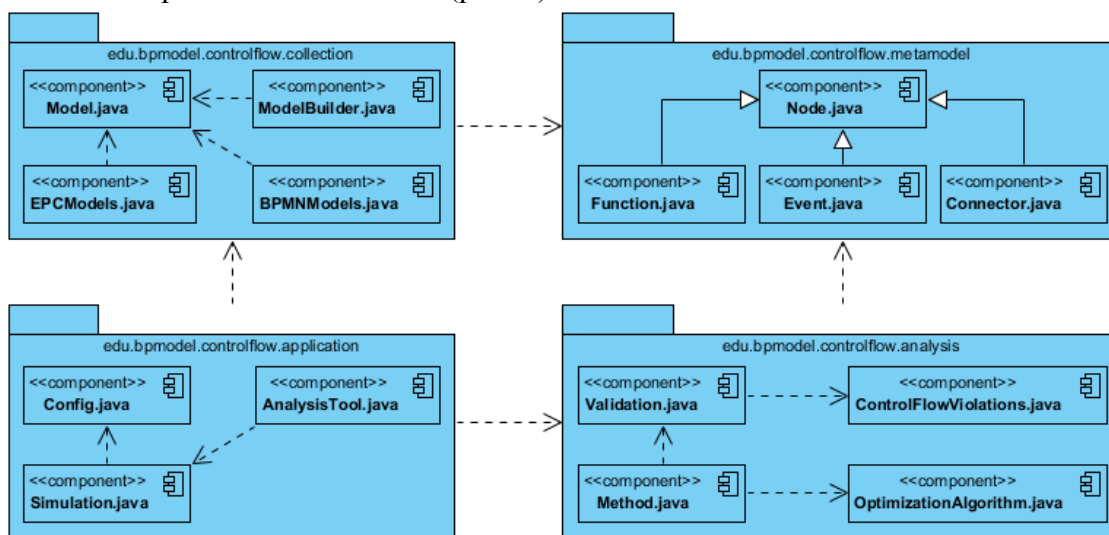 edu.bpmodel.controlflow.collection
<<component>>
Model.java
<<component>>
ModelBuilder.java
<<component>>
EPCModels.java
<<component>>
BPMNModels.java
edu.bpmodel.controlflow.metamodel
<<component>>
Node.java
<<component>>
Function.java
<<component>>
Event.java
<<component>>
Connector.java
edu.bpmodel.controlflow.application
<<component>>
Config.java
<<component>>
AnalysisTool.java
<<component>>
Simulation.java
edu.bpmodel.controlflow.analysis
<<component>>
Validation.java
<<component>>
ControlFlowViolations.java
<<component>>
Method.java
<<component>>
OptimizationAlgorithm.java